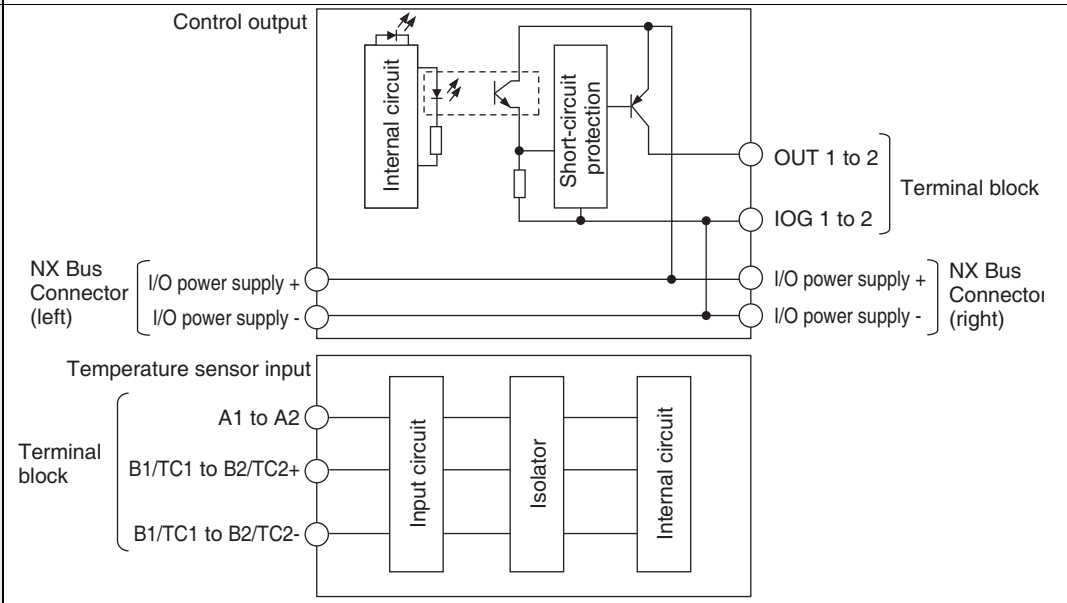 Control output
Internal circuit
Short-circuit
protection
OUT 1 to 2
IOG 1 to 2
Terminal block
NX Bus
Connector
(left)
I/O power supply +
I/O power supply -
I/O power supply +
I/O power supply -
NX Bus
Connector
(right)
Temperature sensor input
Terminal
block
A1 to A2
B1/TC1 to B2/TC2+
B1/TC1 to B2/TC2-
Input circuit
Isolator
Internal circuit